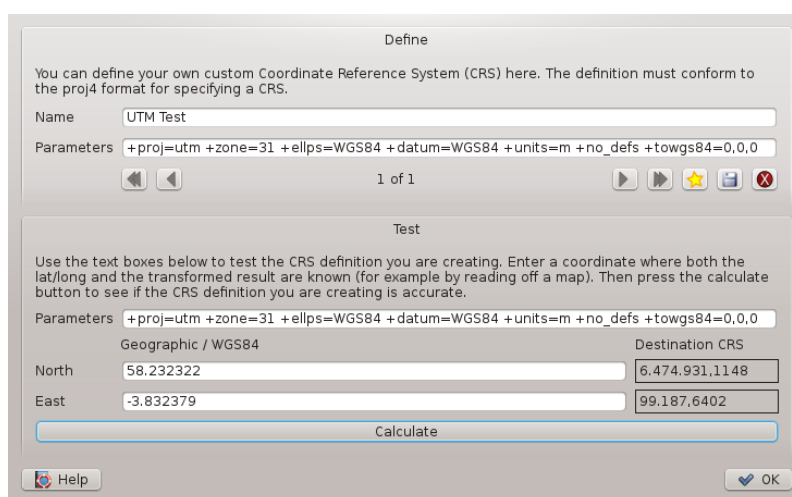 Define
You can define your own custom Coordinate Reference System (CRS) here. The definition must conform to
the proj4 format for specifying a CRS.
Name UTM Test
Parameters +proj=utm +zone=31 +ellps=WGS84 +datum=WGS84 +units=m +no_defs +towgs84=0,0,0
1 of 1
Test
Use the text boxes below to test the CRS definition you are creating. Enter a coordinate where both the
lat/long and the transformed result are known (for example by reading off a map). Then press the calculate
button to see if the CRS definition you are creating is accurate.
Parameters +proj=utm +zone=31 +ellps=WGS84 +datum=WGS84 +units=m +no_defs +towgs84=0,0,0
Geographic / WGS84 Destination CRS
North 58.232322 6.474.931,1148
East -3.832379 99.187,6402
Calculate
Help OK